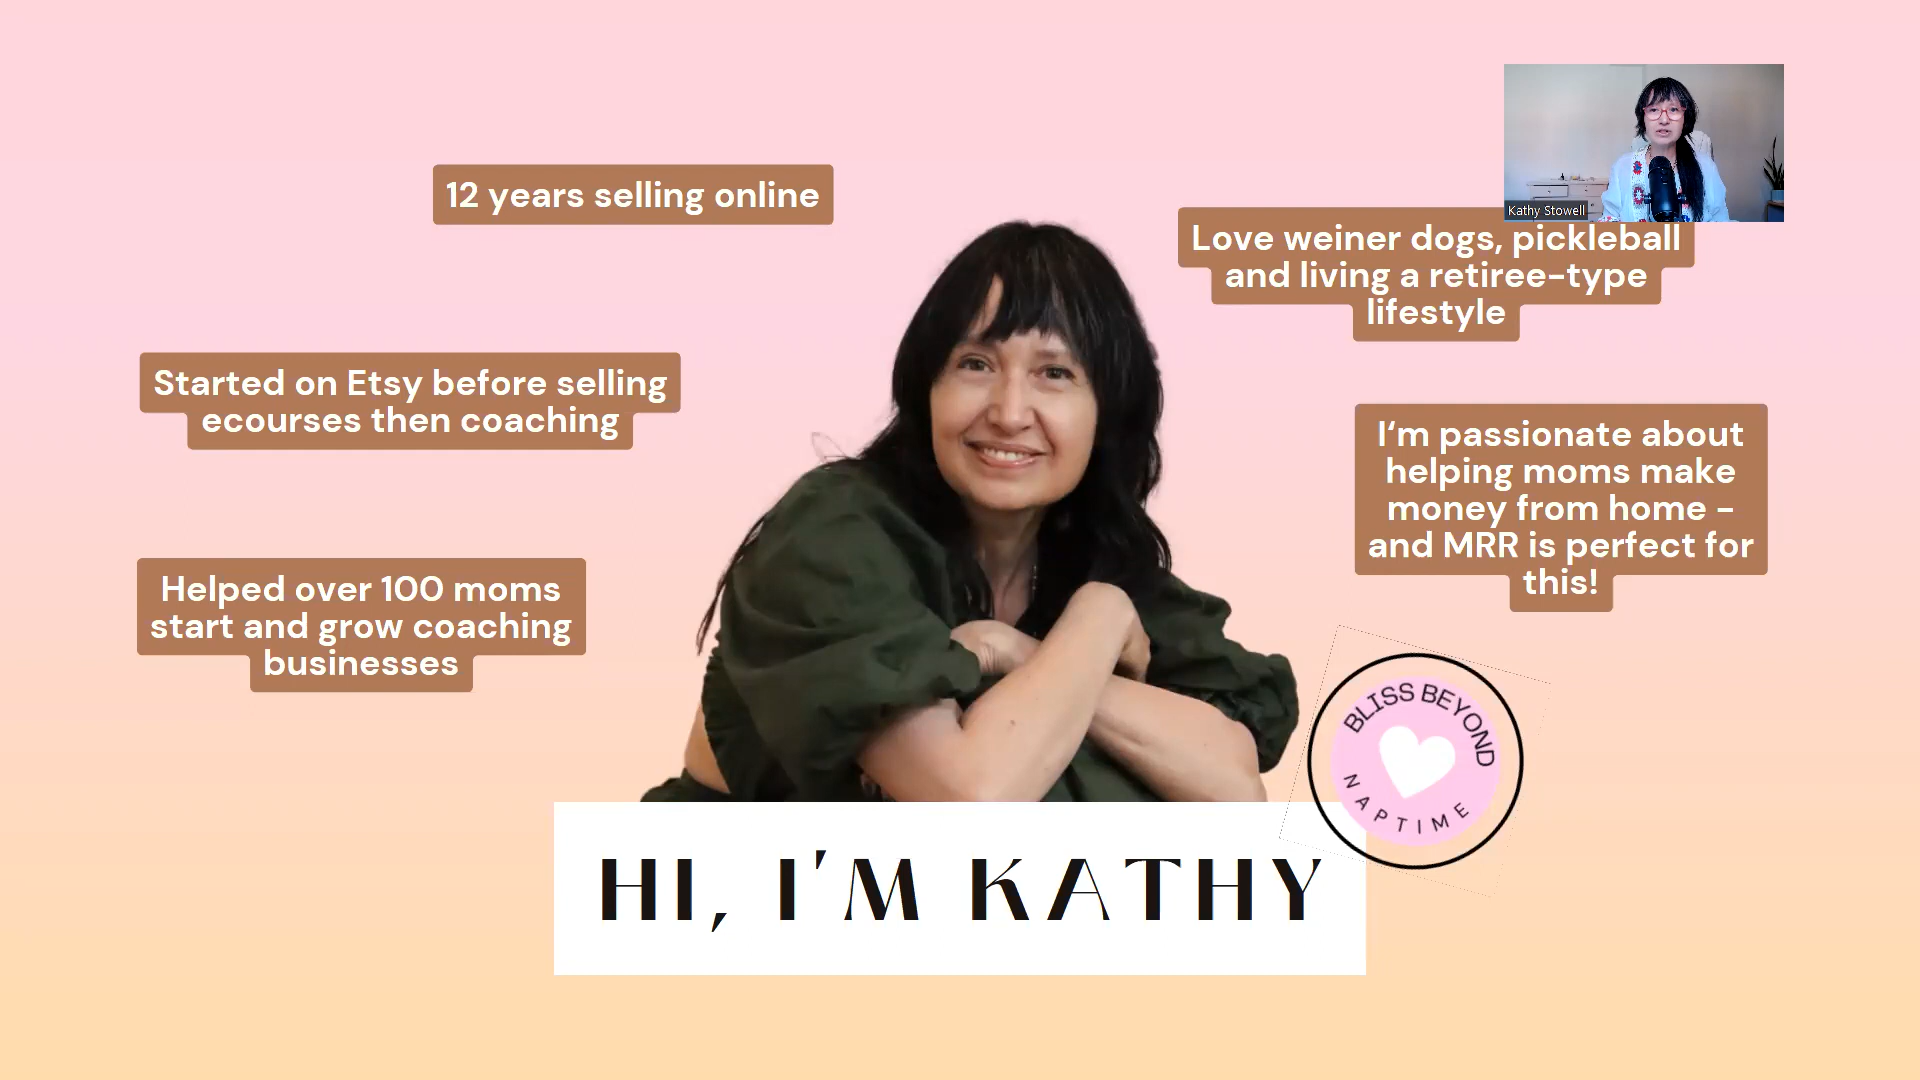 12 years selling online
Kathy Stowell
Love weiner dogs, pickleball
and living a retiree-type
lifestyle
Started on Etsy before selling
ecourses then coaching
I‘m passionate about
helping moms make
money from home -
and MRR is perfect for
this!
Helped over 100 moms
start and grow coaching
businesses
BLISS BEYOND
NAPTIME
HI, I'M KATHY